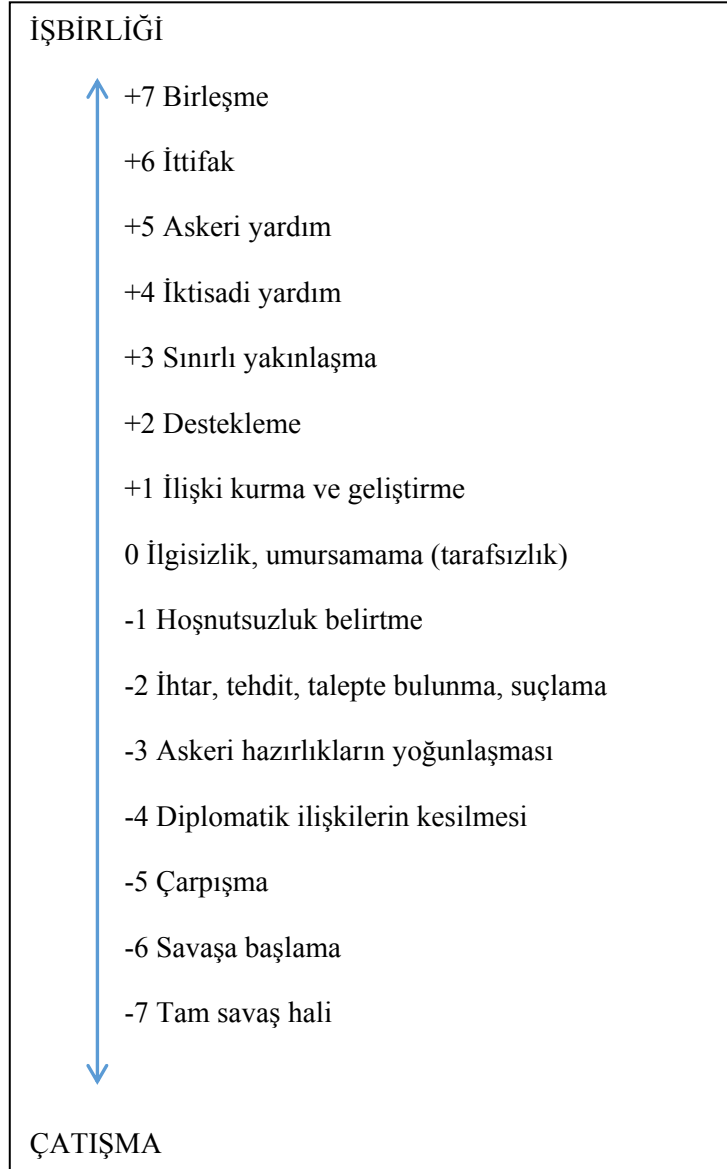 İŞBİRLİĞİ
+7 Birleşme
+6 İttifak
+5 Askeri yardım
+4 İktisadi yardım
+3 Sınırlı yakınlaşma
+2 Destekleme
+1 İlişki kurma ve geliştirme
0 İlgisizlik, umursamama (tarafsızlık)
-1 Hoşnutsuzluk belirtme
-2 İhtar, tehdit, talepte bulunma, suçlama
-3 Askeri hazırlıkların yoğunlaşması
-4 Diplomatik ilişkilerin kesilmesi
-5 Çarpışma
-6 Savaşa başlama
-7 Tam savaş hali
ÇATIŞMA